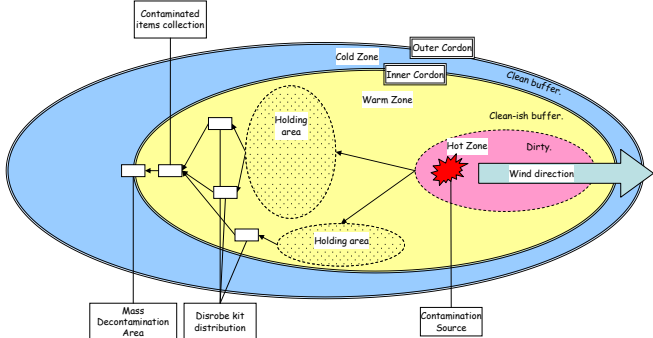 Contaminated
items collection
Outer Cordon
Cold Zone
Inner Cordon
Clean buffer.
Warm Zone
Clean-ish buffer.
Holding
area
Hot Zone
Dirty.
Wind direction
Holding area.
Mass
Decontamination
Area
Disrobe kit
distribution
Contamination
Source